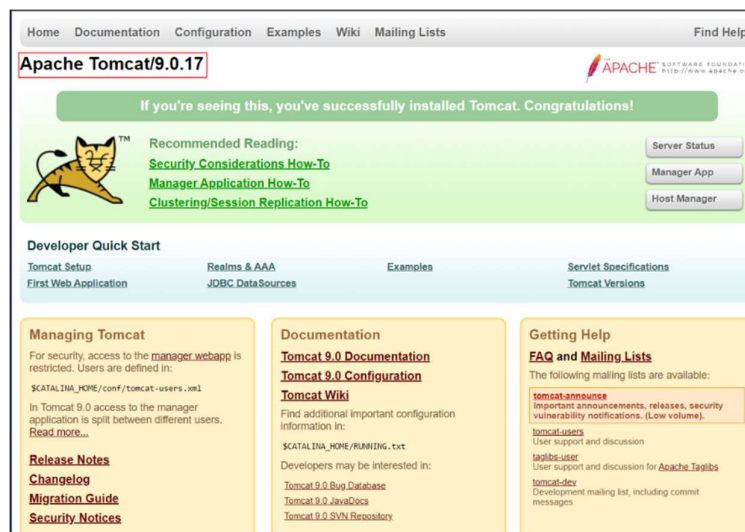 Home Documentation Configuration Examples Wiki Mailing Lists Find Help
Apache Tomcat/9.0.17
THE
APACHE™ SOFTWARE FOUNDATI
http://www.apache.o
If you're seeing this, you've successfully installed Tomcat. Congratulations!
TM
Recommended Reading:
Security Considerations How-To
Manager Application How-To
Clustering/Session Replication How-To
Server Status
Manager App
Host Manager
Developer Quick Start
Tomcat Setup
First Web Application
Realms & AAA
JDBC DataSources
Examples
Servlet Specifications
Tomcat Versions
Managing Tomcat
For security, access to the manager webapp is
restricted. Users are defined in:
$CATALINA_HOME/conf/tomcat-users.xml
In Tomcat 9.0 access to the manager
application is split between different users.
Read more...
Release Notes
Changelog
Migration Guide
Security Notices
Documentation
Tomcat 9.0 Documentation
Tomcat 9.0 Configuration
Tomcat Wiki
Find additional important configuration
information in:
$CATALINA_HOME/RUNNING.txt
Developers may be interested in:
Tomcat 9.0 Bug Database
Tomcat 9.0 JavaDocs
Tomcat 9.0 SVN Repository
Getting Help
FAQ and Mailing Lists
The following mailing lists are available:
tomcat-announce
Important announcements, releases, security
vulnerability notifications. (Low volume).
tomcat-users
User support and discussion
taglibs-user
User support and discussion for Apache Taglibs
tomcat-dev
Development mailing list, including commit
messages